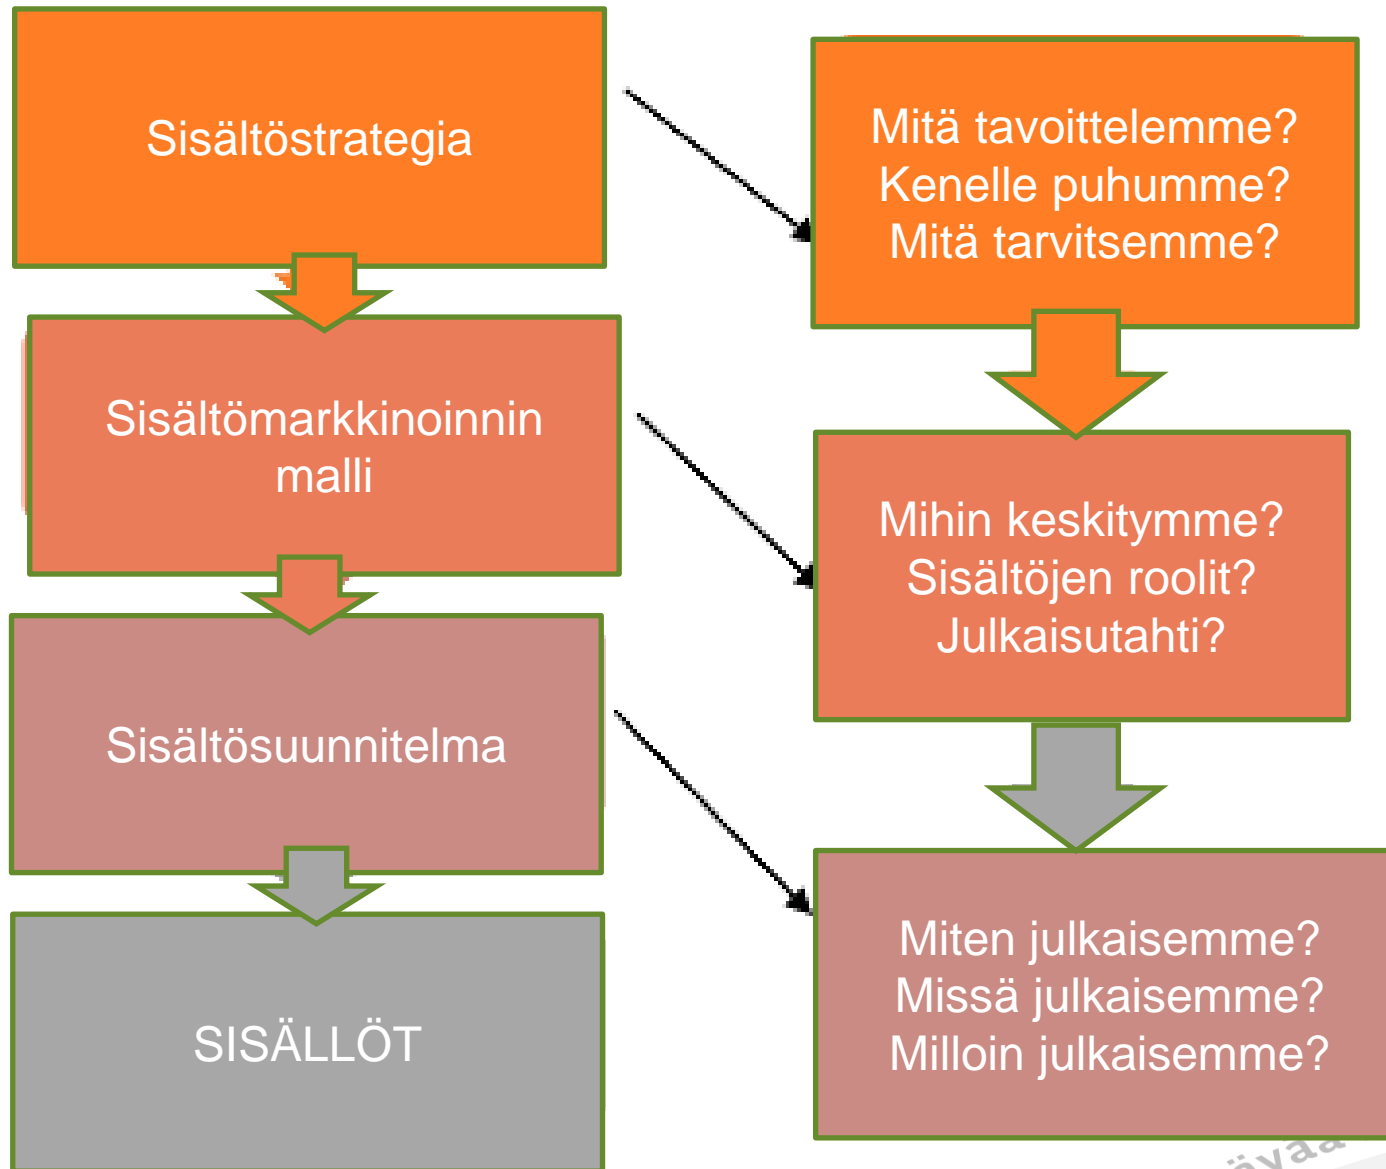 Sisältöstrategia
Mitä tavoittelemme?
Kenelle puhumme?
Mitä tarvitsemme?
Sisältömarkkinoinnin
malli
Mihin keskitymme?
Sisältöjen roolit?
Julkaisutahti?
Sisältösuunnitelma
Miten julkaisemme?
Missä julkaisemme?
Milloin julkaisemme?
SISÄLLÖT